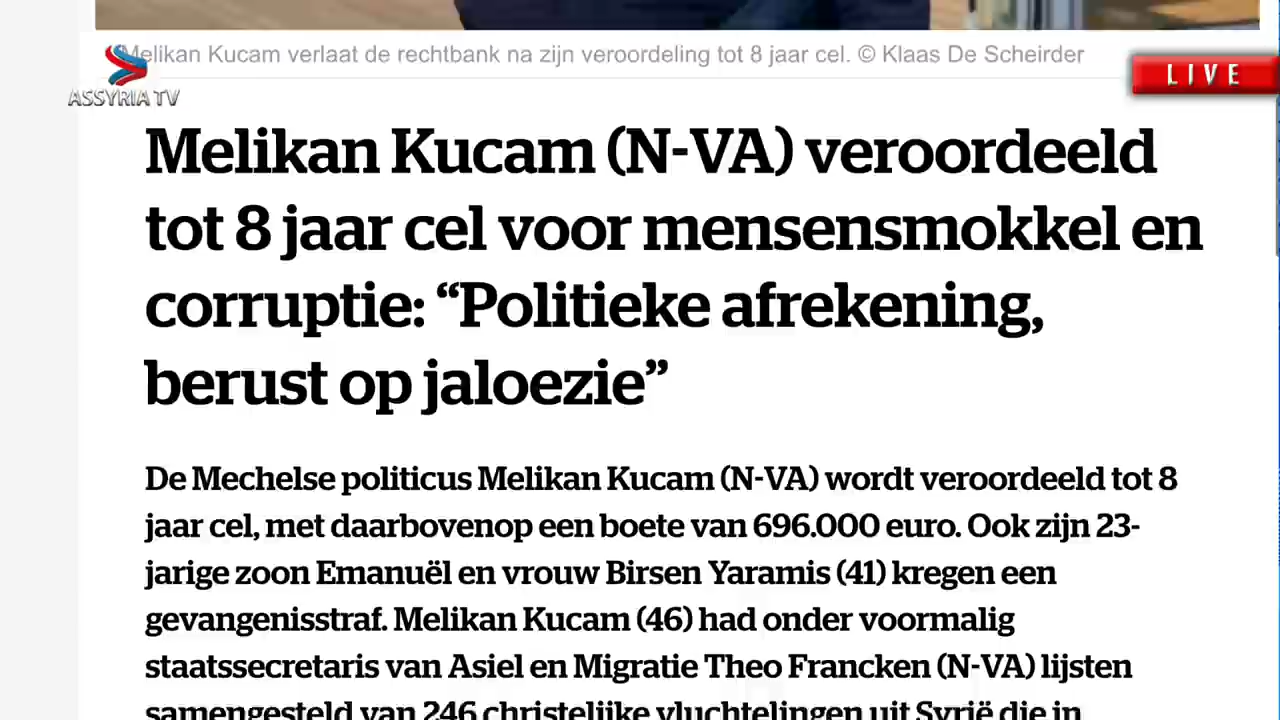 Melikan Kucam verlaat de rechtbank na zijn veroordeling tot 8 jaar cel. © Klaas De Scheirder
ASSYRIA TV
LIVE
Melikan Kucam (N-VA) veroordeeld
tot 8 jaar cel voor mensensmokkel en
corruptie: “Politieke afrekening,
berust op jaloezie”
De Mechelse politicus Melikan Kucam (N-VA) wordt veroordeeld tot 8
jaar cel, met daarbovenop een boete van 696.000 euro. Ook zijn 23-
jarige zoon Emanuël en vrouw Birsen Yaramis (41) kregen een
gevangenisstraf. Melikan Kucam (46) had onder voormalig
staatssecretaris van Asiel en Migratie Theo Francken (N-VA) lijsten
samengesteld van 246 christelijke vluchtelingen uit Syrië die in